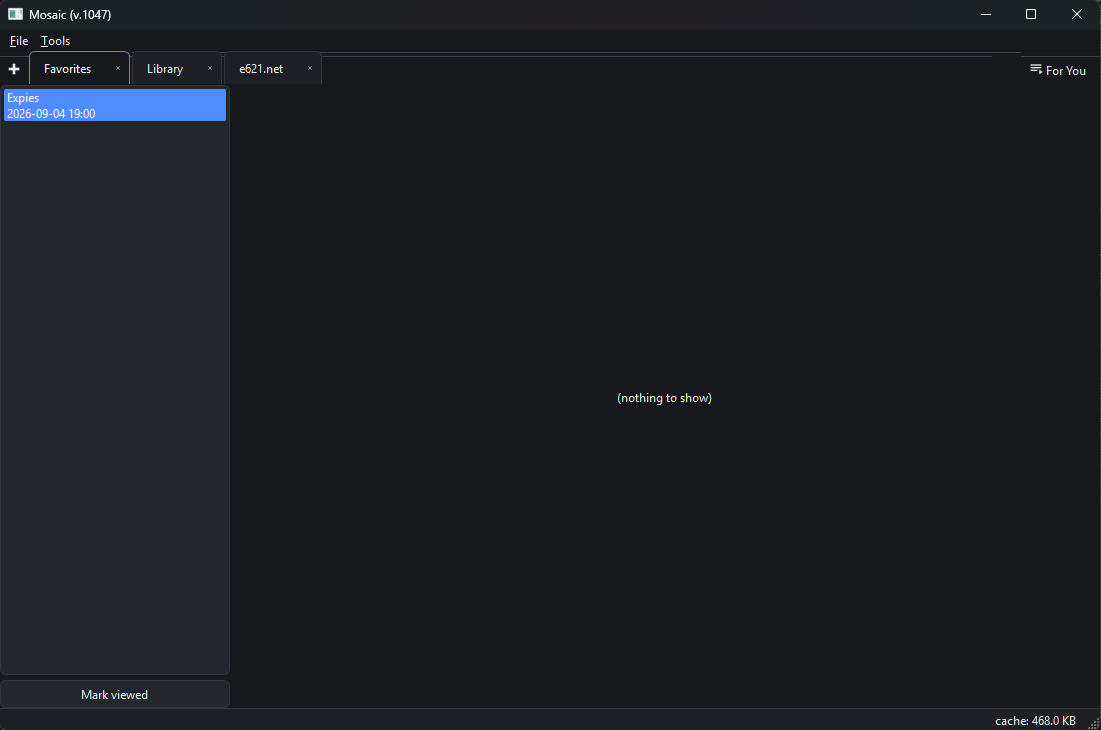 Mosaic (v.1047)
File Tools
Favorites × Library × e621.net × For You
Expies
2026-09-04 19:00
(nothing to show)
Mark viewed
cache: 468.0 KB